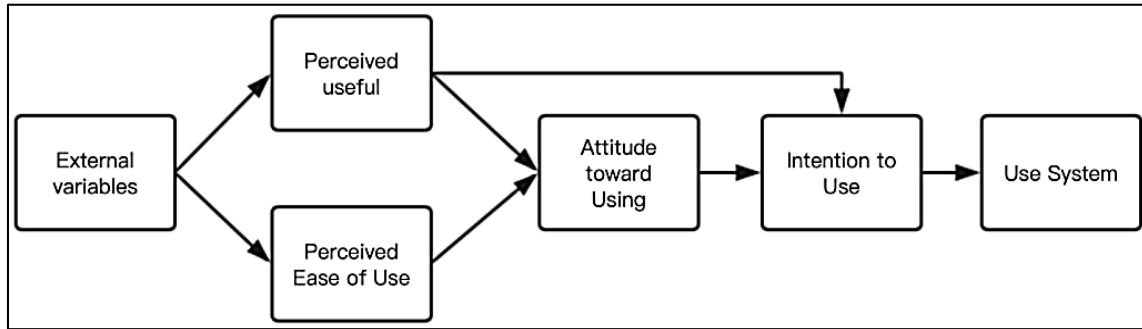 External
variables
Perceived
useful
Perceived
Ease of Use
Attitude
toward
Using
Intention to
Use
Use System